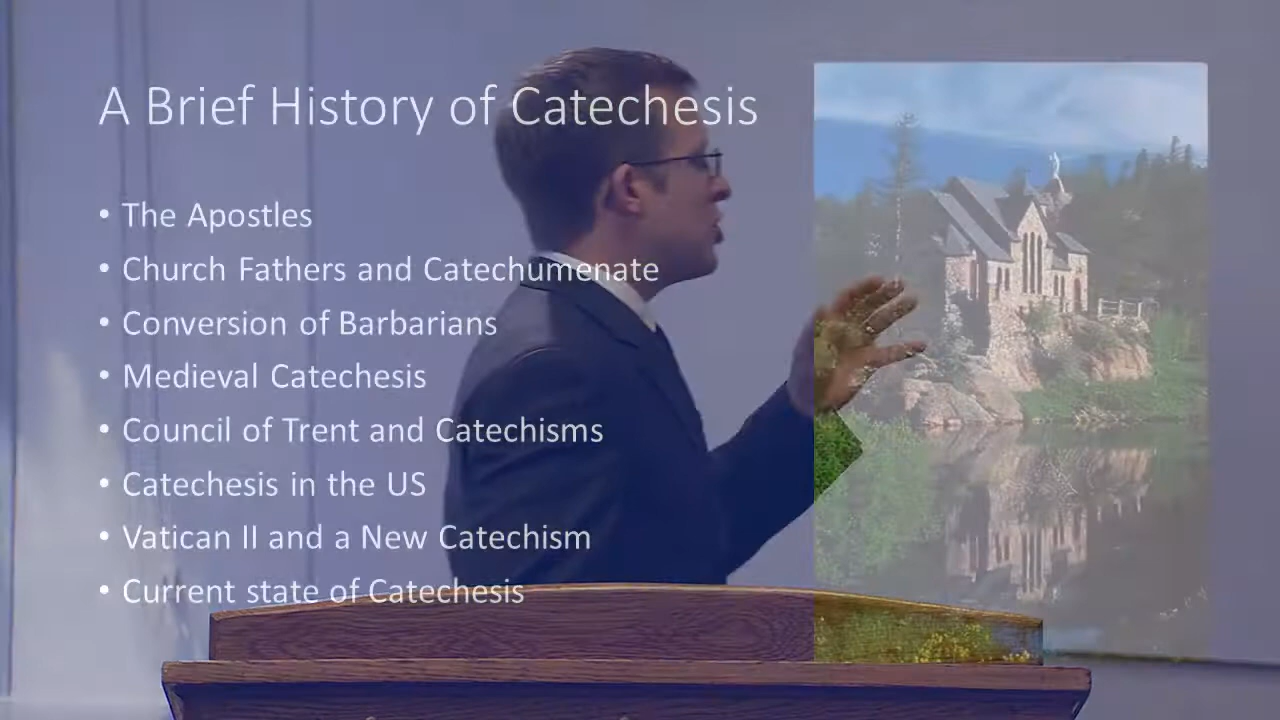 A Brief History of Catechesis
• The Apostles
• Church Fathers and Catechumenate
• Conversion of Barbarians
• Medieval Catechesis
• Council of Trent and Catechisms
• Catechesis in the US
• Vatican II and a New Catechism
• Current state of Catechesis